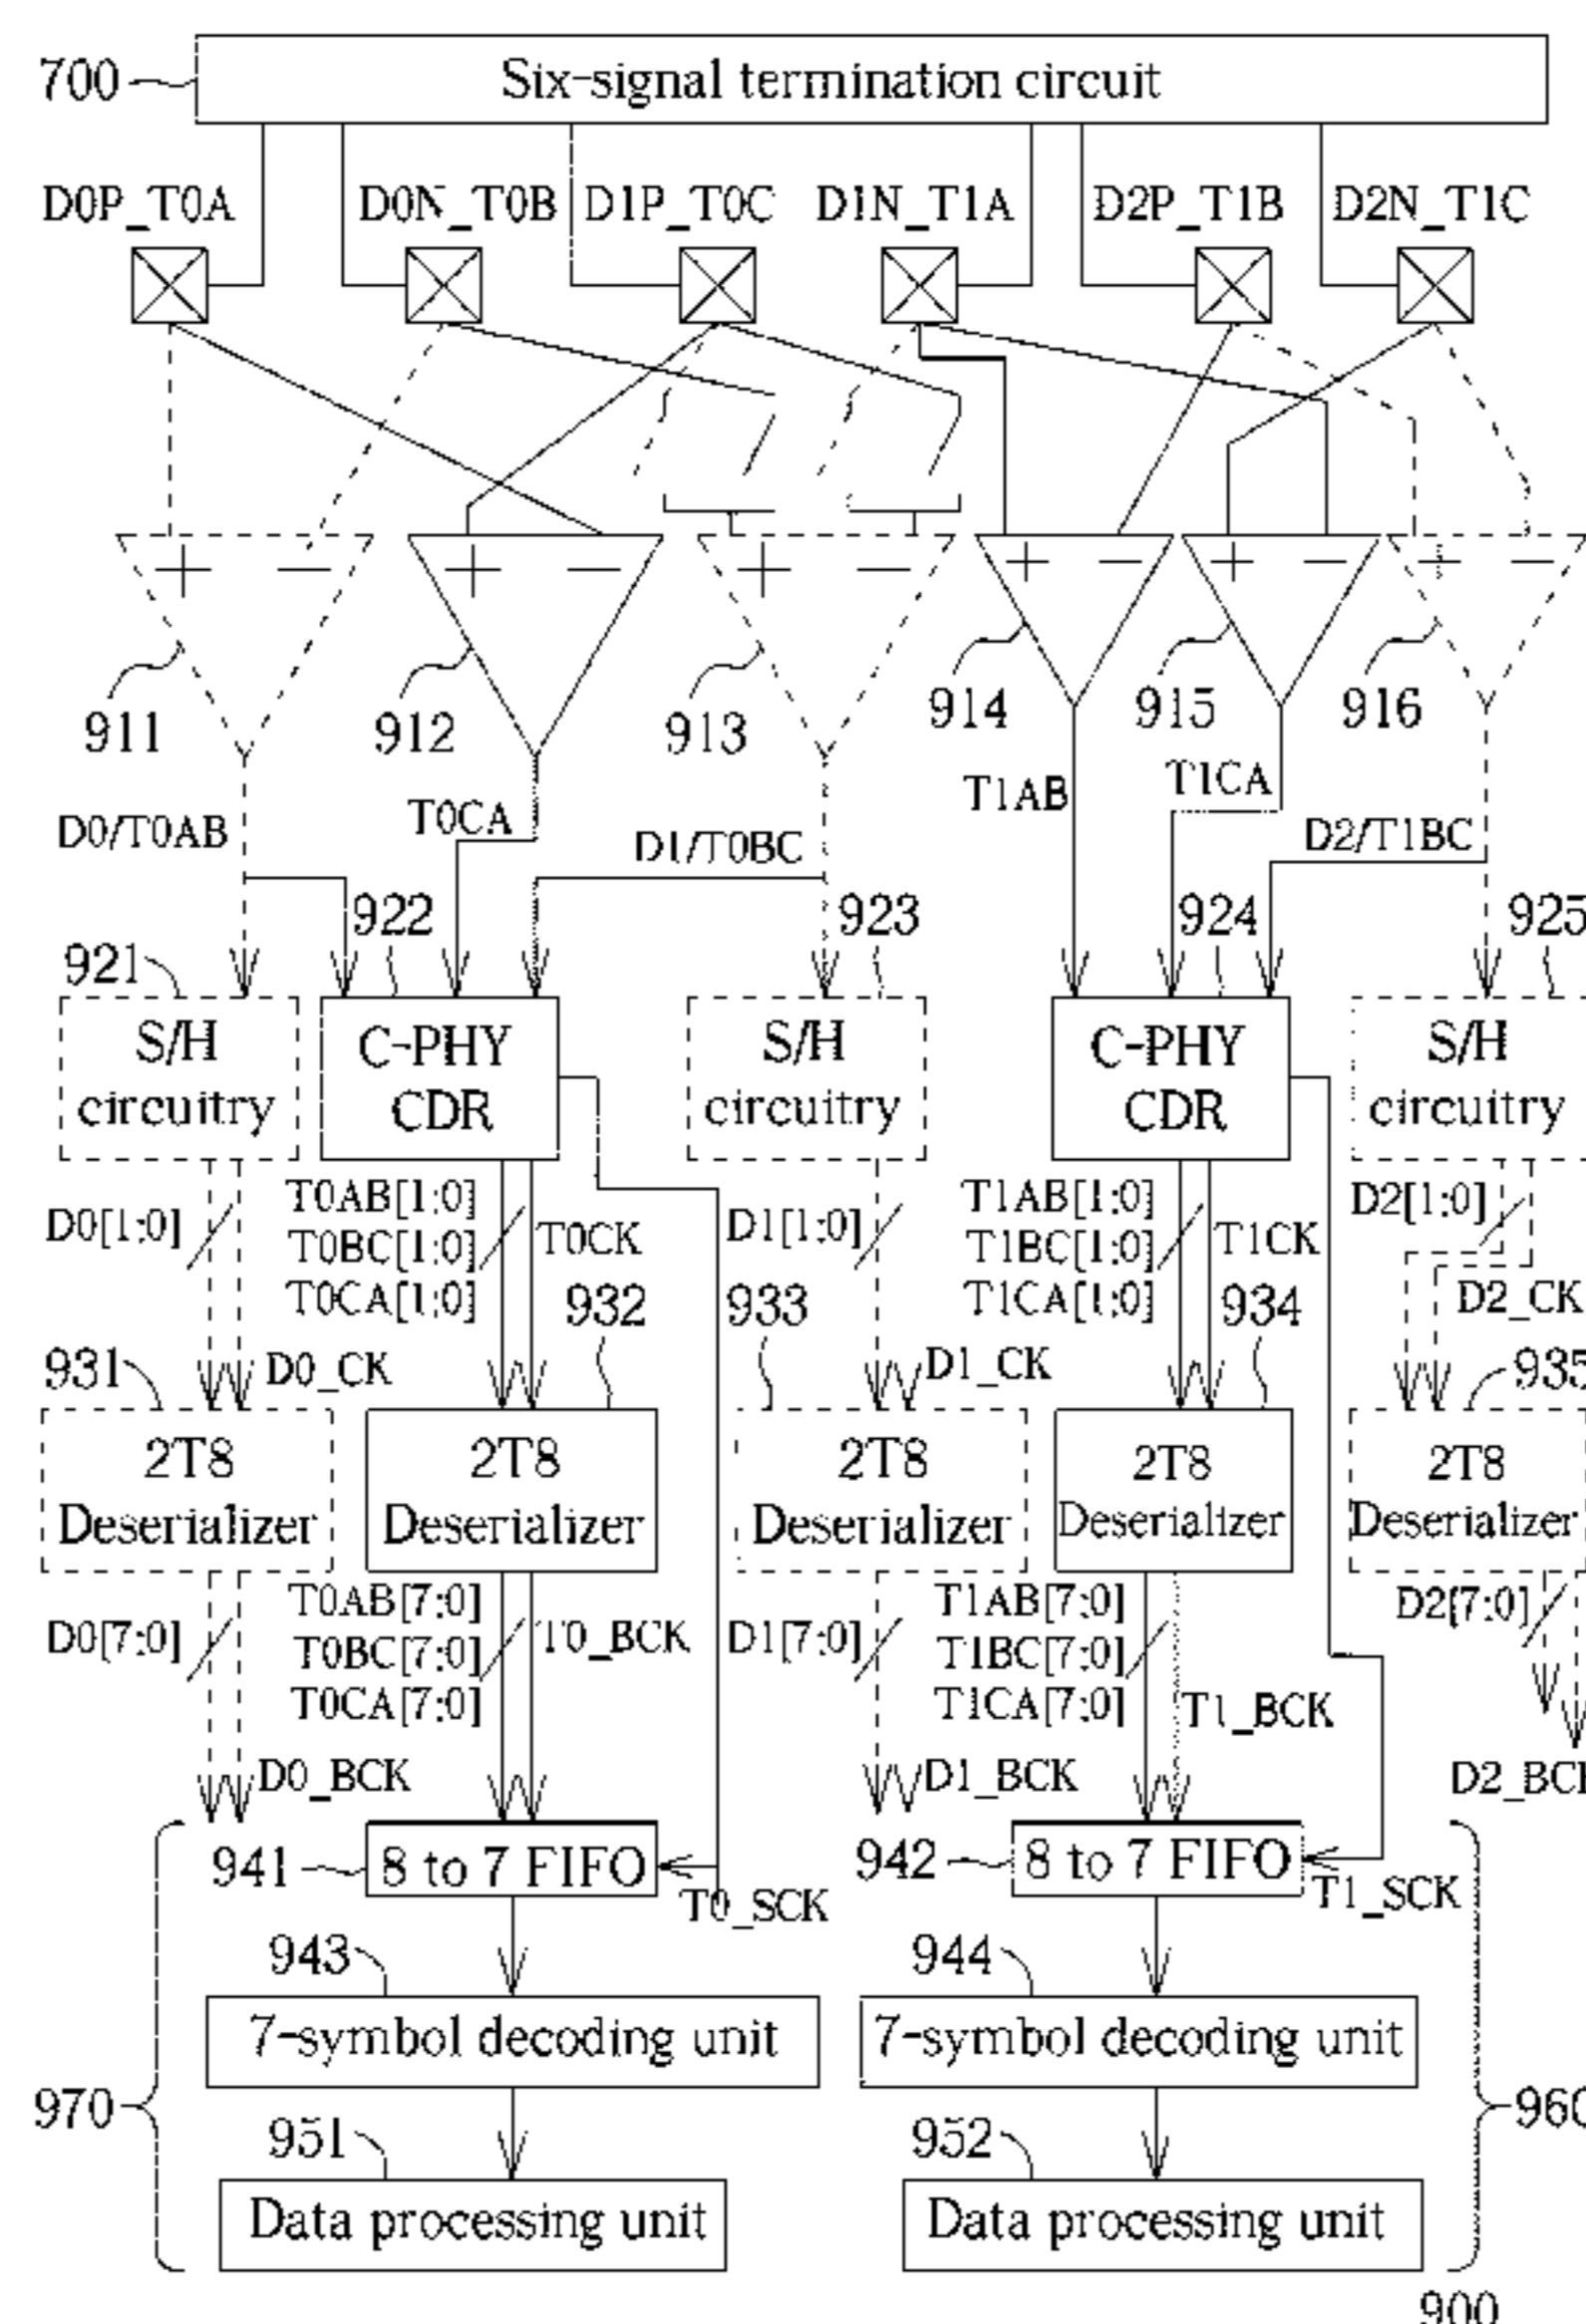 700
Six-signal termination circuit
D0P_T0A
D0N_T0B
D1P_T0C
D1N_T1A
D2P_T1B
D2N_T1C
+ −
+ −
+ −
+ −
+ −
+ −
911
912
913
914
915
916
D0/T0AB
T0CA
D1/T0BC
T1AB
T1CA
D2/T1BC
921
922
923
924
925
S/H
circuitry
C-PHY
CDR
S/H
circuitry
C-PHY
CDR
S/H
circuitry
D0[1:0]
T0AB[1:0]
T0BC[1:0]
T0CA[1:0]
T0CK
D1[1:0]
T1AB[1:0]
T1BC[1:0]
T1CA[1:0]
T1CK
D2[1:0]
D2_CK
931
D0_CK
932
933
D1_CK
934
935
2T8
Deserializer
2T8
Deserializer
2T8
Deserializer
2T8
Deserializer
2T8
Deserializer
D0[7:0]
T0AB[7:0]
T0BC[7:0]
T0CA[7:0]
T0_BCK
D1[7:0]
T1AB[7:0]
T1BC[7:0]
T1CA[7:0]
T1_BCK
D2[7:0]
D0_BCK
D1_BCK
D2_BCK
941
8 to 7 FIFO
T0_SCK
942
8 to 7 FIFO
T1_SCK
943
7-symbol decoding unit
944
7-symbol decoding unit
970
960
951
Data processing unit
952
Data processing unit
900